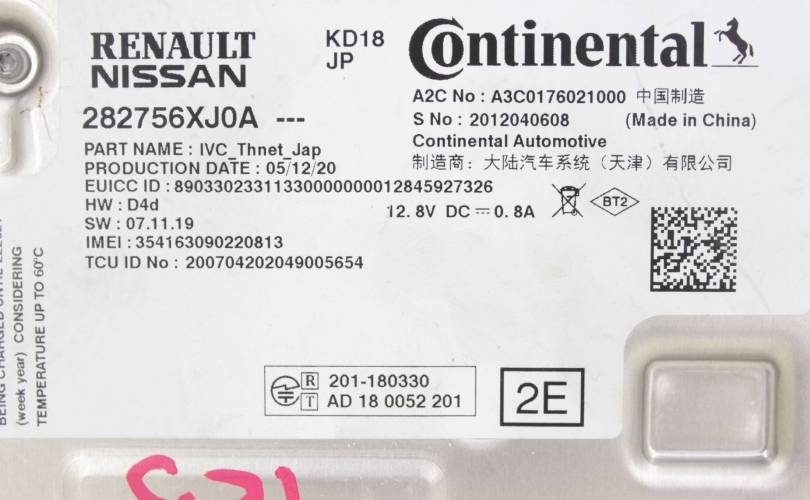 RENAULT
NISSAN
KD18
JP
Continental
282756XJ0A ---
A2C No : A3C0176021000 中国制造
S No : 2012040608 (Made in China)
Continental Automotive
制造商：大陆汽车系统（天津）有限公司
PART NAME : IVC_Thnet_Jap
PRODUCTION DATE : 05/12/20
EUICC ID : 89033023311330000000012845927326
HW : D4d
SW : 07.11.19
IMEI : 354163090220813
TCU ID No : 200704202049005654
12.8V DC 0.8A
BT2
R 201-180330
T AD 18 0052 201
2E
(week year) CONSIDERING
TEMPERATURE UP TO 60°C